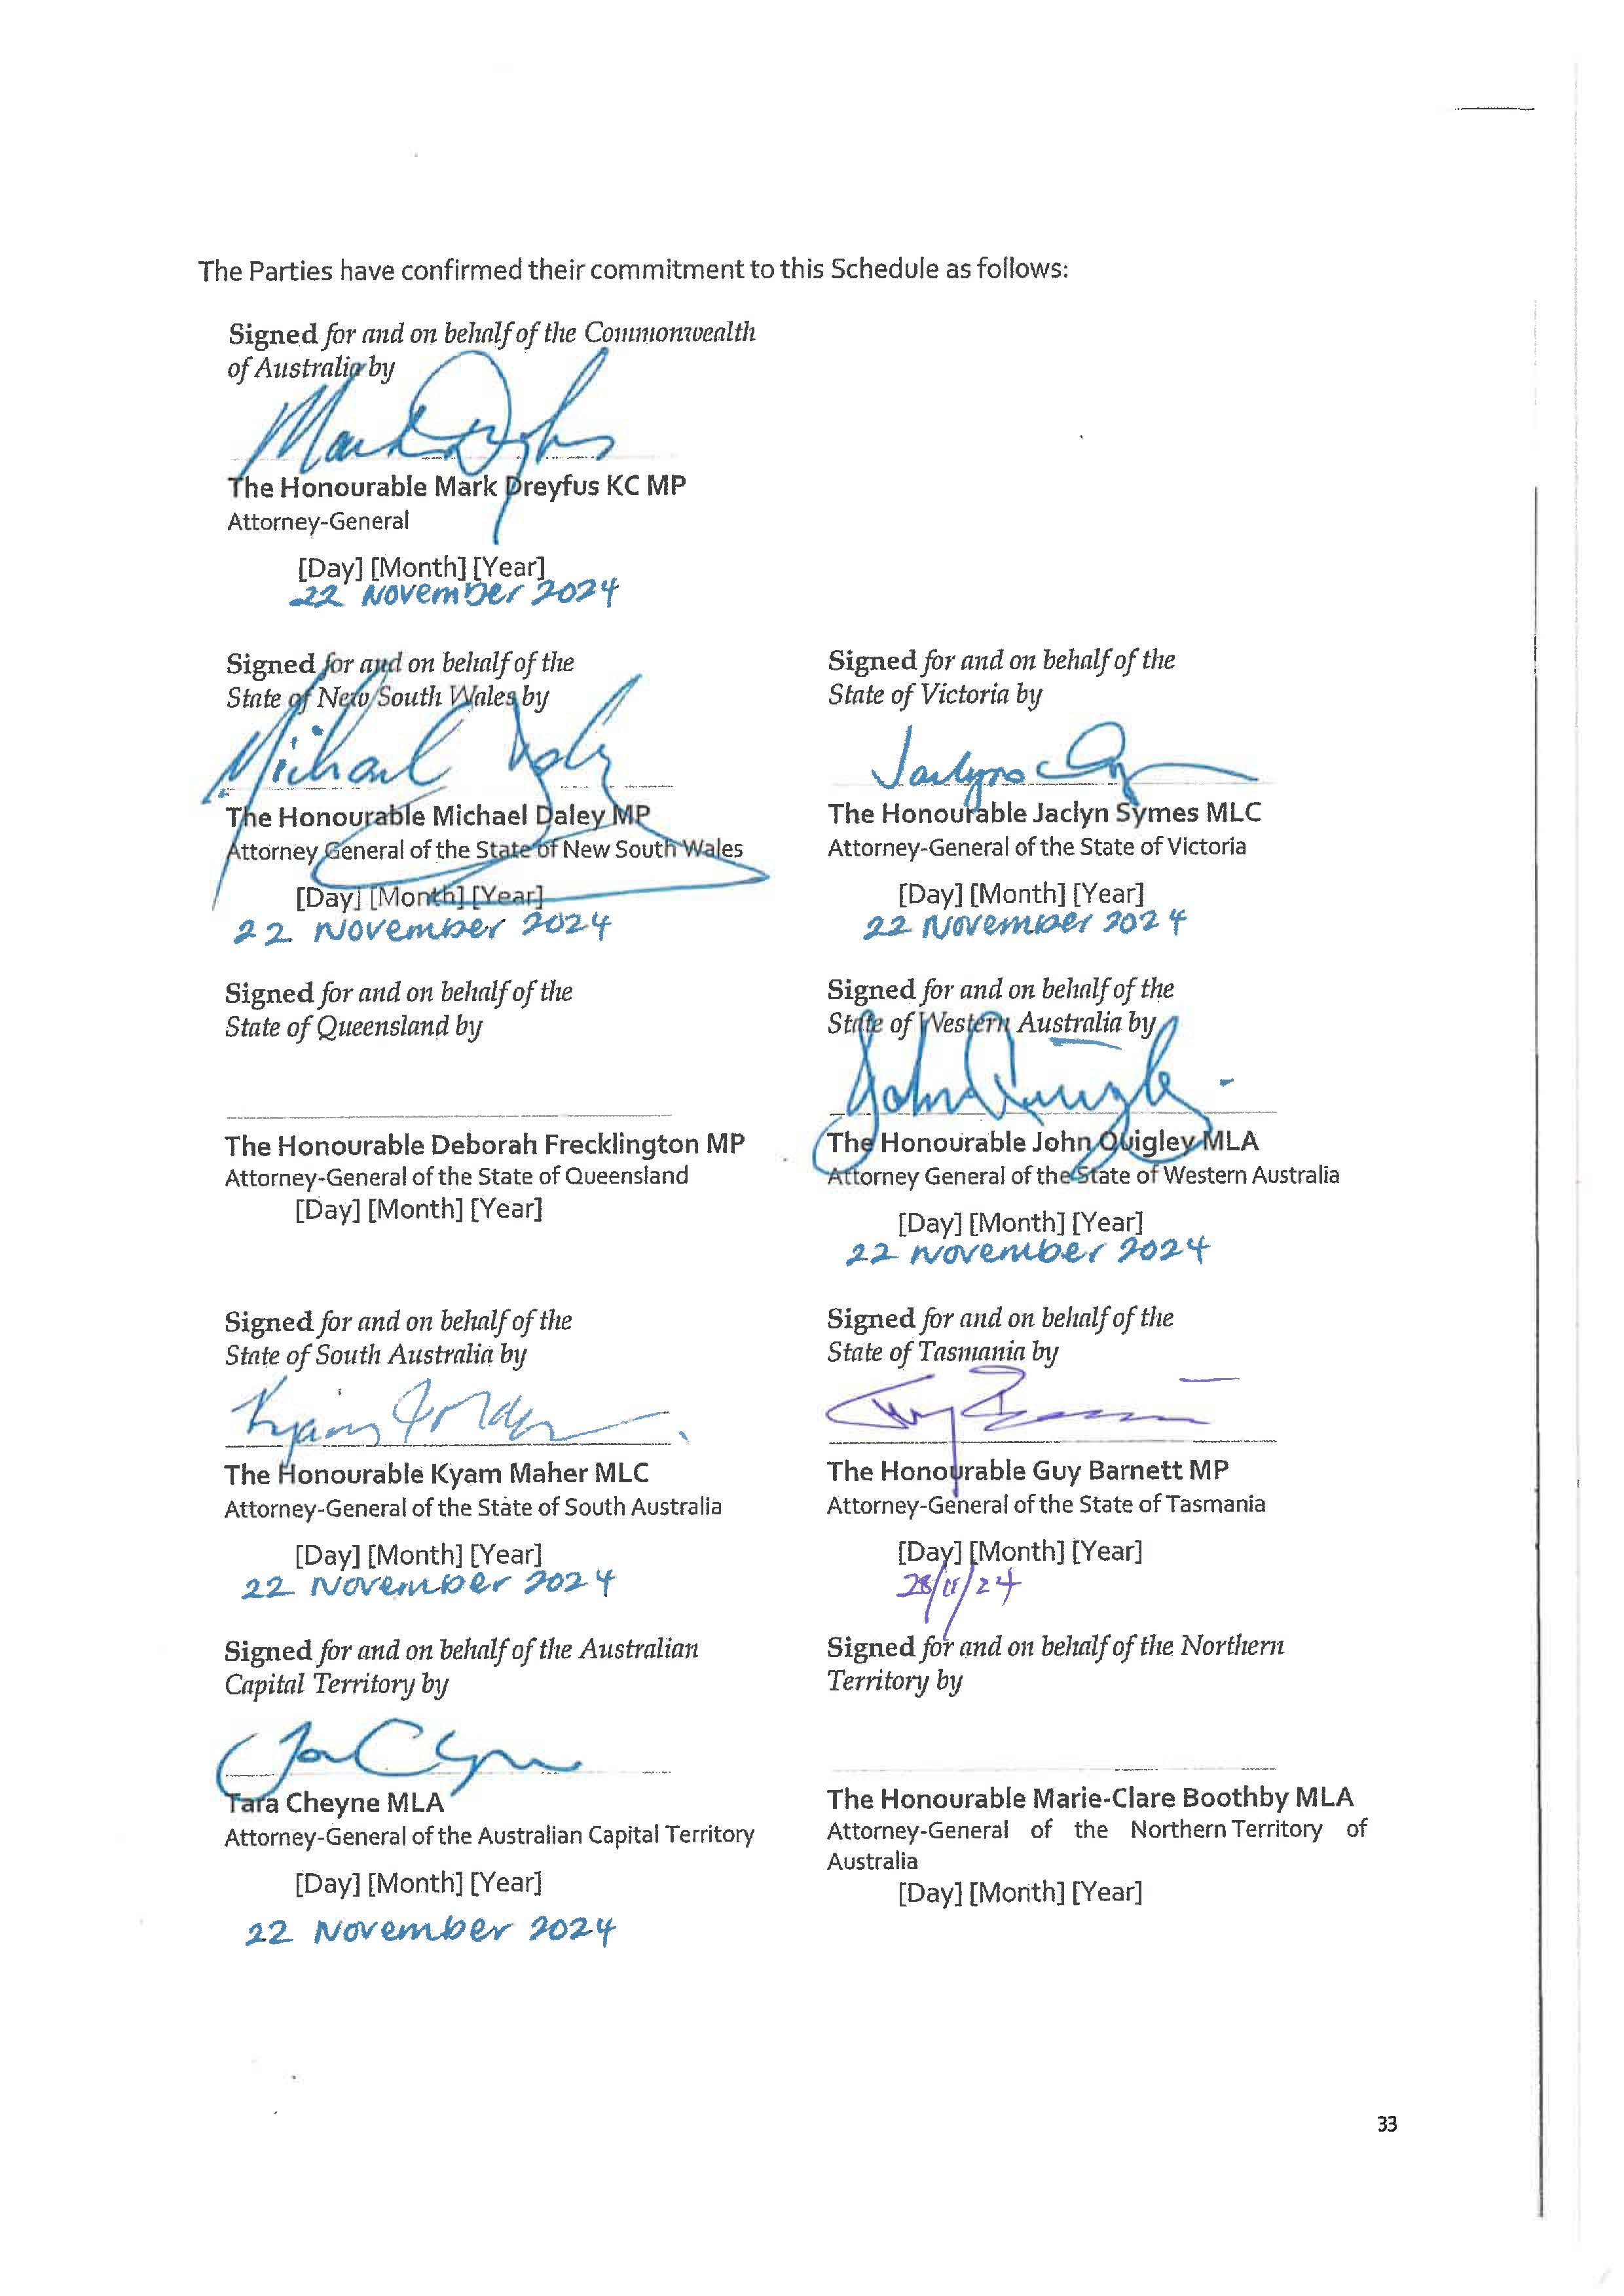 The Parties have confirmed their commitment to this Schedule as follows:
Signed for and on behalf of the Commonwealth
of Australia by
The Honourable Mark Dreyfus KC MP
Attorney-General
[Day] [Month] [Year]
22 November 2024
Signed for and on behalf of the
State of New South Wales by
Michael Daley
The Honourable Michael Daley MP
Attorney General of the State of New South Wales
[Day] [Month] [Year]
22 November 2024
Signed for and on behalf of the
State of Victoria by
The Honourable Jaclyn Symes MLC
Attorney-General of the State of Victoria
[Day] [Month] [Year]
22 November 2024
Signed for and on behalf of the
State of Queensland by
The Honourable Deborah Frecklington MP
Attorney-General of the State of Queensland
[Day] [Month] [Year]
Signed for and on behalf of the
State of Western Australia by
John Quigley
The Honourable John Quigley MLA
Attorney General of the State of Western Australia
[Day] [Month] [Year]
22 November 2024
Signed for and on behalf of the
State of South Australia by
The Honourable Kyam Maher MLC
Attorney-General of the State of South Australia
[Day] [Month] [Year]
22 November 2024
Signed for and on behalf of the
State of Tasmania by
The Honourable Guy Barnett MP
Attorney-General of the State of Tasmania
[Day] [Month] [Year]
28/11/24
Signed for and on behalf of the Australian
Capital Territory by
Tara Cheyne MLA
Attorney-General of the Australian Capital Territory
[Day] [Month] [Year]
22 November 2024
Signed for and on behalf of the Northern
Territory by
The Honourable Marie-Clare Boothby MLA
Attorney-General of the Northern Territory of
Australia
[Day] [Month] [Year]
33